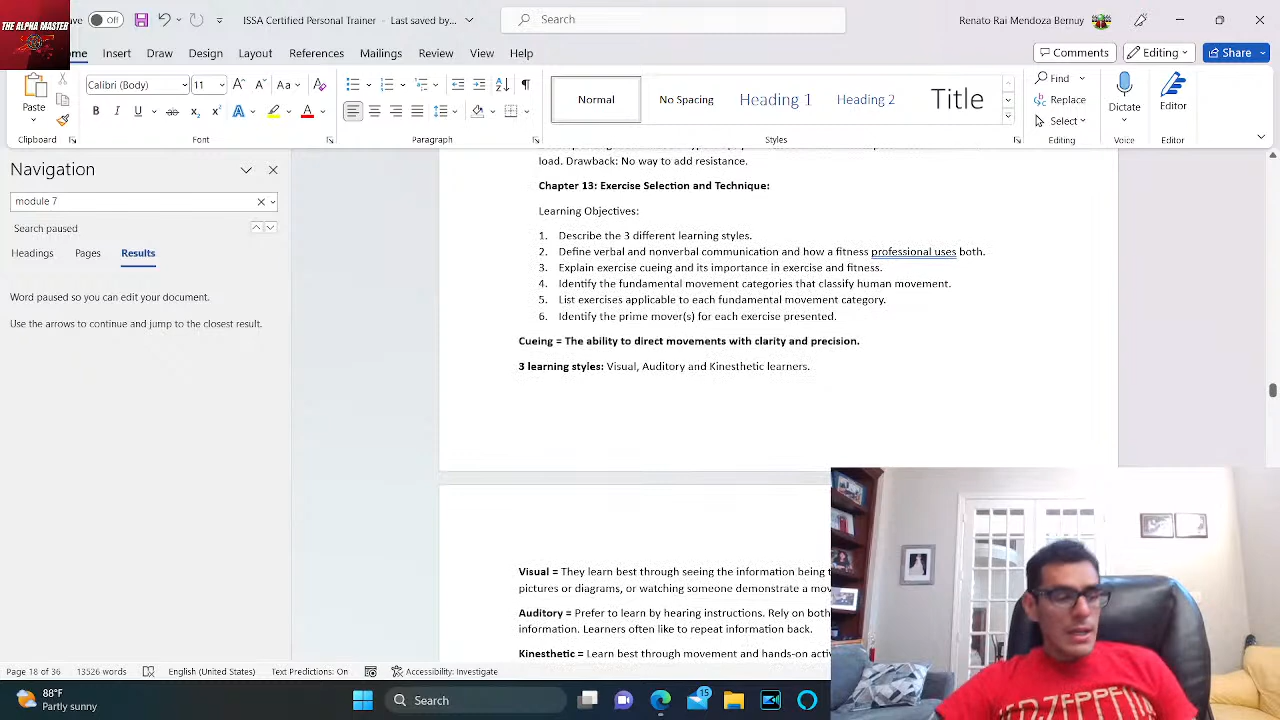 THE ALPHA MASTER
ve
Off
ISSA Certified Personal Trainer - Last saved by...
Search
Renato Rai Mendoza Bernuy
me
Insert
Draw
Design
Layout
References
Mailings
Review
View
Help
Comments
Editing
Share
Paste
Calibri (Body)
11
Aa
Normal
No Spacing
Heading 1
Heading 2
Title
Find
Replace
Select
Dictate
Editor
Clipboard
Font
Paragraph
Styles
Editing
Voice
Editor
Navigation
module 7
Search paused
Headings
Pages
Results
Word paused so you can edit your document.
Use the arrows to continue and jump to the closest result.
load. Drawback: No way to add resistance.
Chapter 13: Exercise Selection and Technique:
Learning Objectives:
1. Describe the 3 different learning styles.
2. Define verbal and nonverbal communication and how a fitness professional uses both.
3. Explain exercise cueing and its importance in exercise and fitness.
4. Identify the fundamental movement categories that classify human movement.
5. List exercises applicable to each fundamental movement category.
6. Identify the prime mover(s) for each exercise presented.
Cueing = The ability to direct movements with clarity and precision.
3 learning styles: Visual, Auditory and Kinesthetic learners.
Visual = They learn best through seeing the information being
pictures or diagrams, or watching someone demonstrate a
Auditory = Prefer to learn by hearing instructions. Rely on both
information. Learners often like to repeat information back.
Kinesthetic = Learn best through movement and hands-on
Page 18 of 36
13526 words
English (United States)
Text Predictions: On
Accessibility: Investigate
88°F
Partly sunny
Search
15